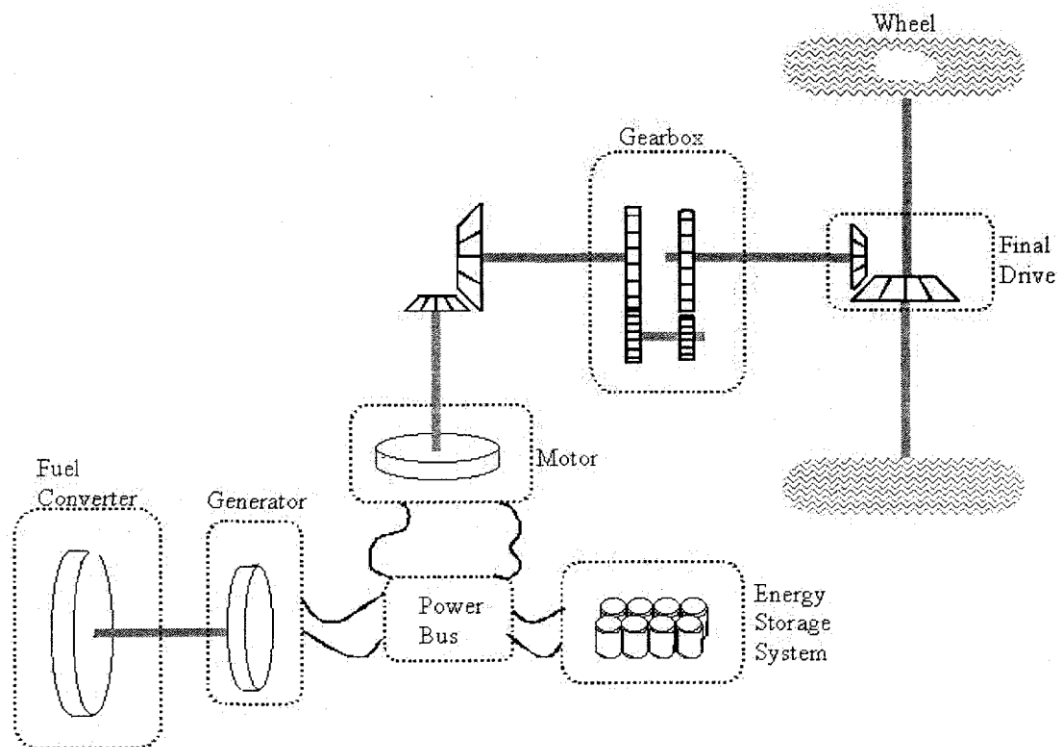 Wheel
Gearbox
Final
Drive
Motor
Fuel
Converter
Generator
Power
Bus
Energy
Storage
System